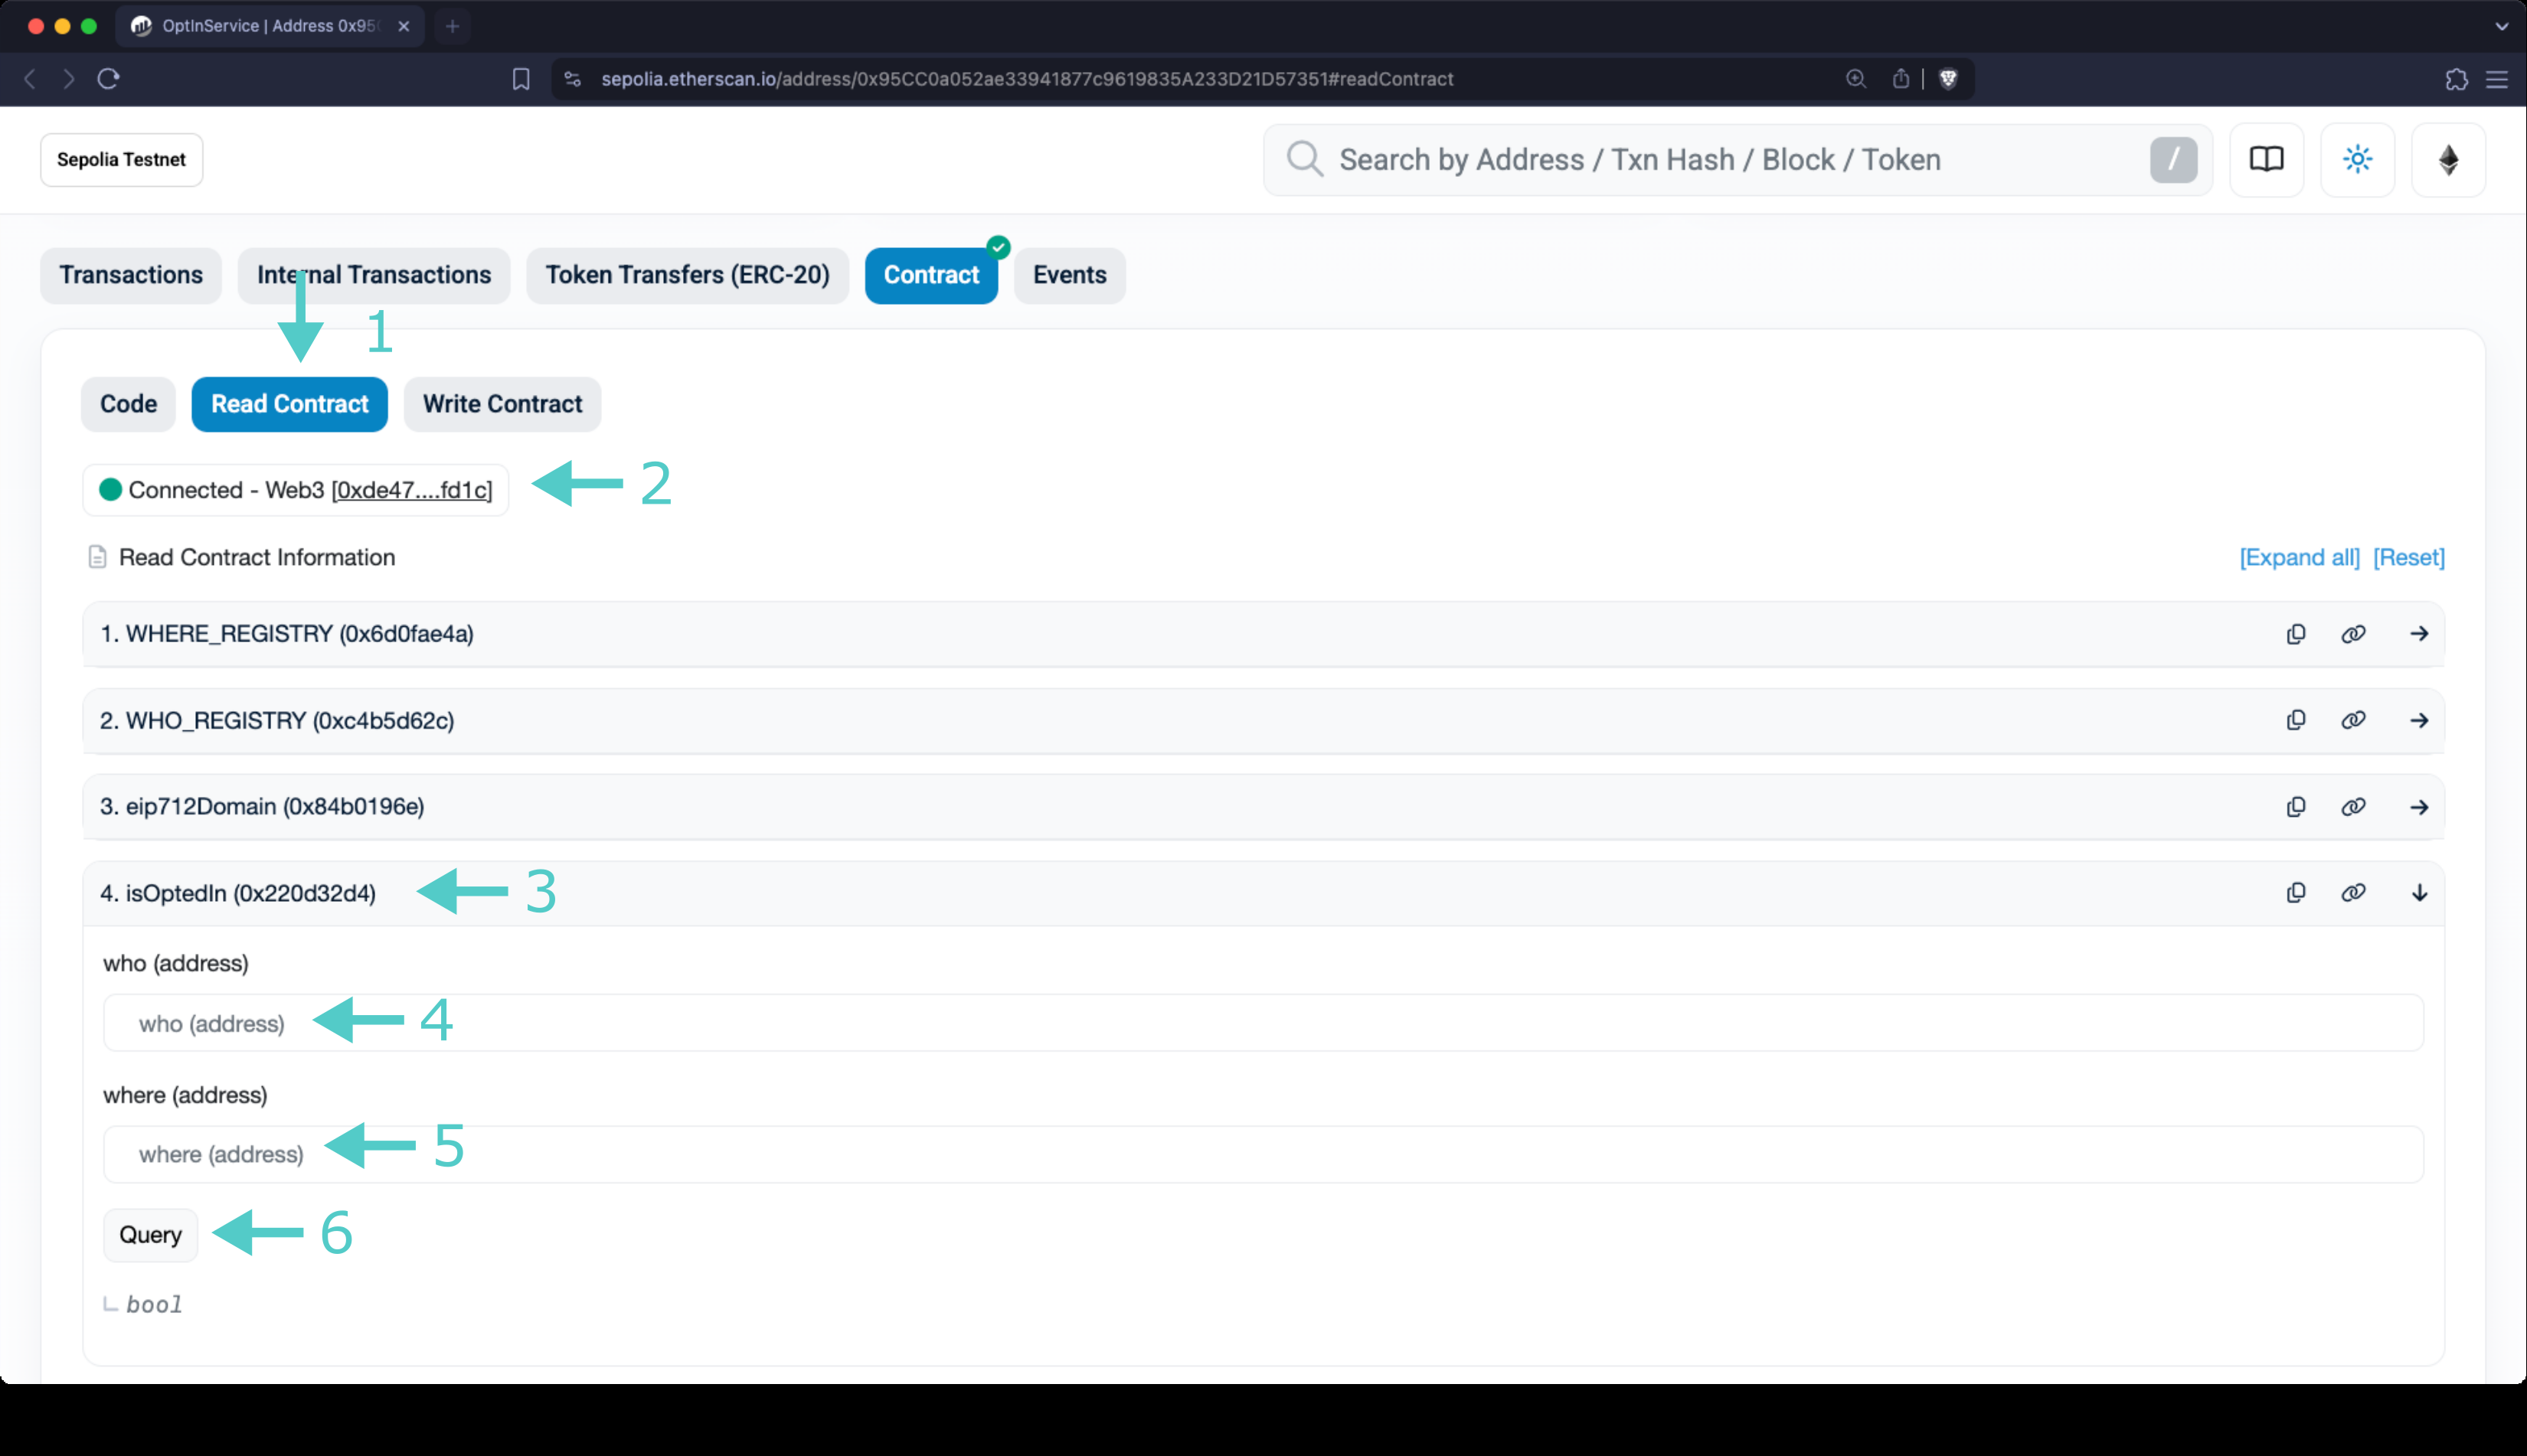 OptInService | Address 0x95
sepolia.etherscan.io/address/0x95CC0a052ae33941877c9619835A233D21D57351#readContract
Sepolia Testnet
Search by Address / Txn Hash / Block / Token
/
Transactions
Internal Transactions
Token Transfers (ERC-20)
Contract
Events
1
Code
Read Contract
Write Contract
Connected - Web3 [0xde47....fd1c]
2
Read Contract Information
[Expand all] [Reset]
1. WHERE_REGISTRY (0x6d0fae4a)
2. WHO_REGISTRY (0xc4b5d62c)
3. eip712Domain (0x84b0196e)
4. isOptedIn (0x220d32d4)
3
who (address)
who (address)
4
where (address)
where (address)
5
Query
6
bool